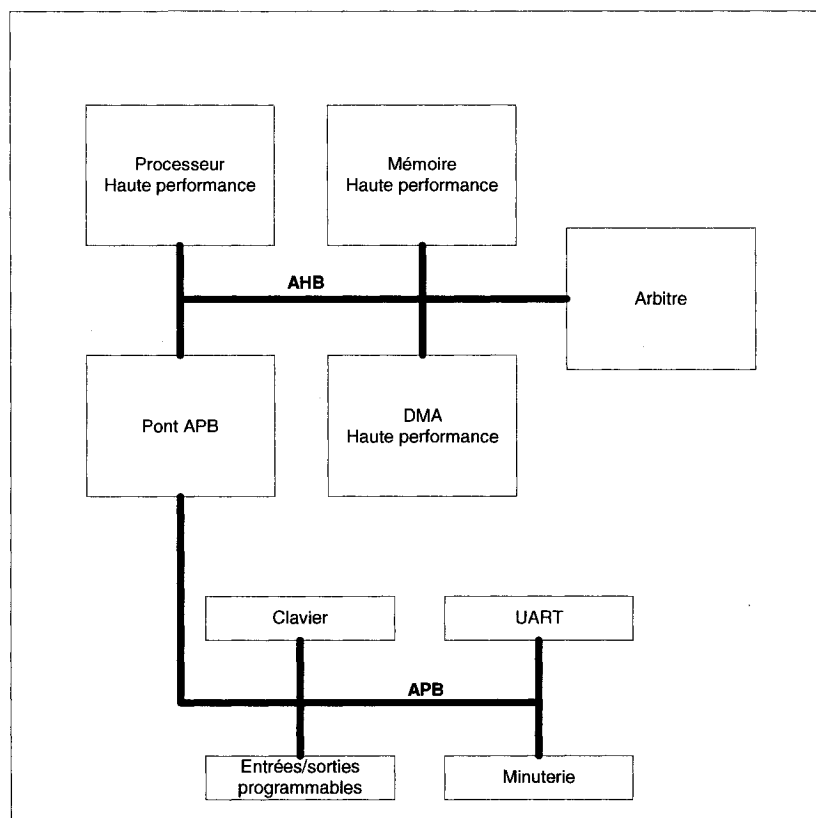 Processeur
Haute performance
Mémoire
Haute performance
AHB
Arbitre
Pont APB
DMA
Haute performance
Clavier
UART
APB
Entrées/sorties
programmables
Minuterie